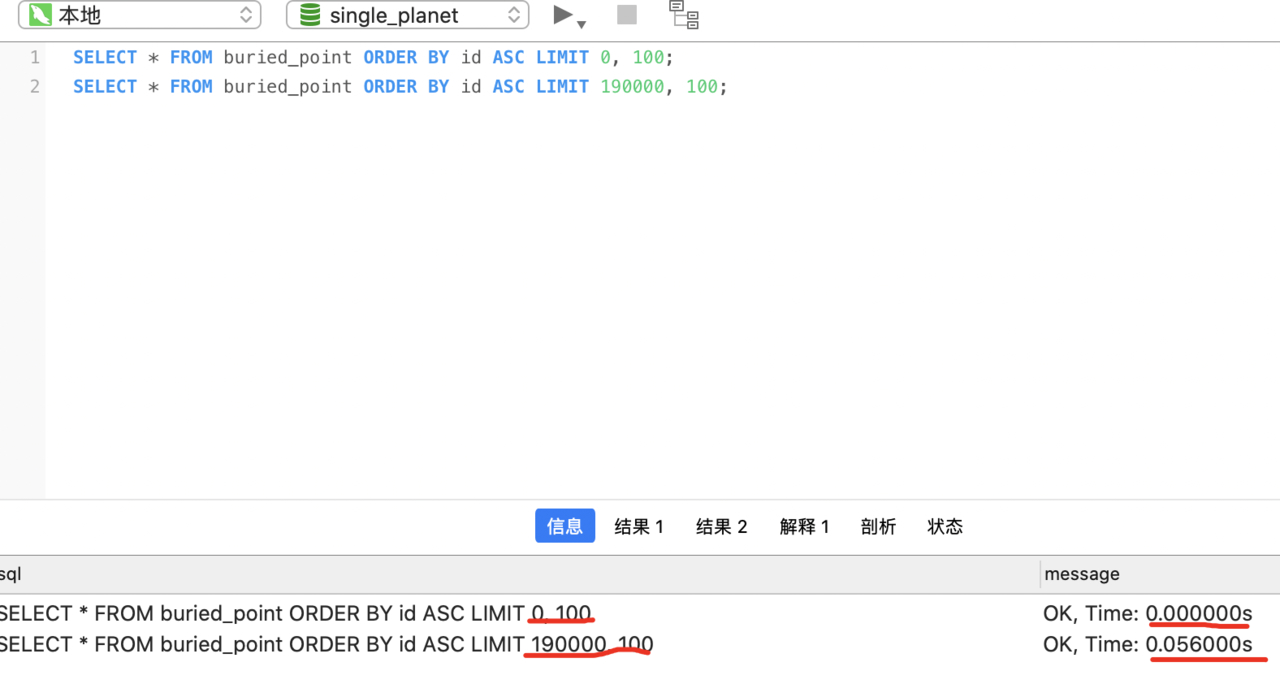 本地 single_planet
1 SELECT * FROM buried_point ORDER BY id ASC LIMIT 0, 100;
2 SELECT * FROM buried_point ORDER BY id ASC LIMIT 190000, 100;
信息 结果 1 结果 2 解释 1 剖析 状态
sql message
SELECT * FROM buried_point ORDER BY id ASC LIMIT 0, 100 OK, Time: 0.000000s
SELECT * FROM buried_point ORDER BY id ASC LIMIT 190000, 100 OK, Time: 0.056000s